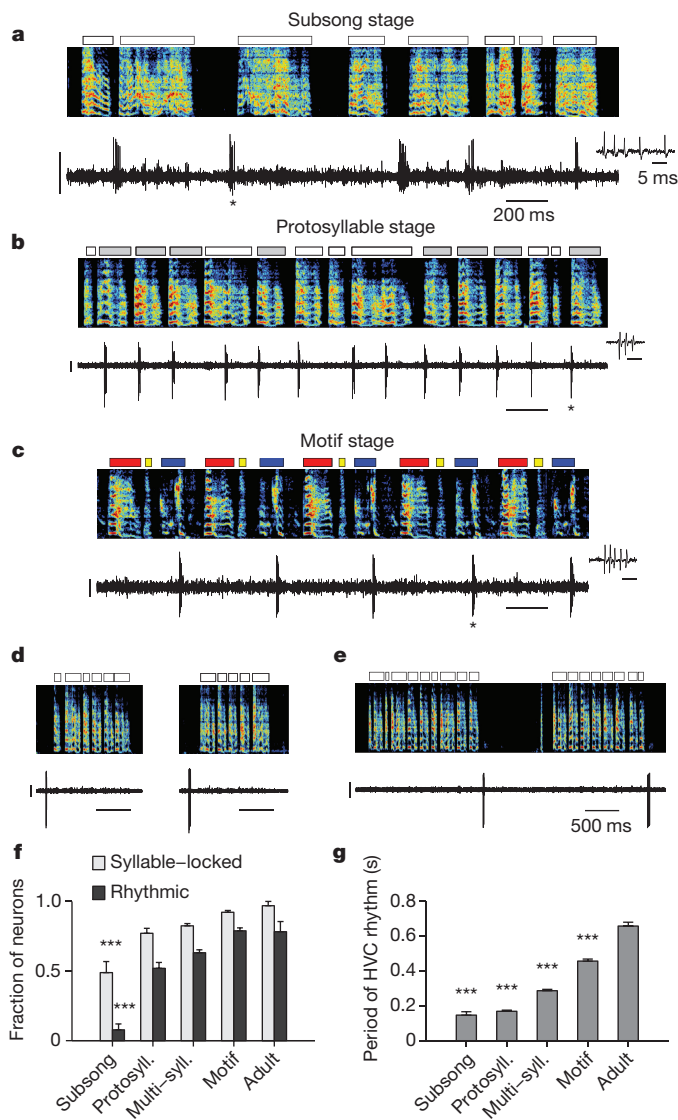 a
Subsong stage
5 ms
*
200 ms
b
Protosyllable stage
*
c
Motif stage
*
d
e
500 ms
f
Syllable–locked
Rhythmic
Fraction of neurons
1.0
0.5
0
***
***
Subsong
Protosyll.
Multi–syll.
Motif
Adult
g
Period of HVC rhythm (s)
0.8
0.6
0.4
0.2
0
***
***
***
***
Subsong
Protosyll.
Multi–syll.
Motif
Adult